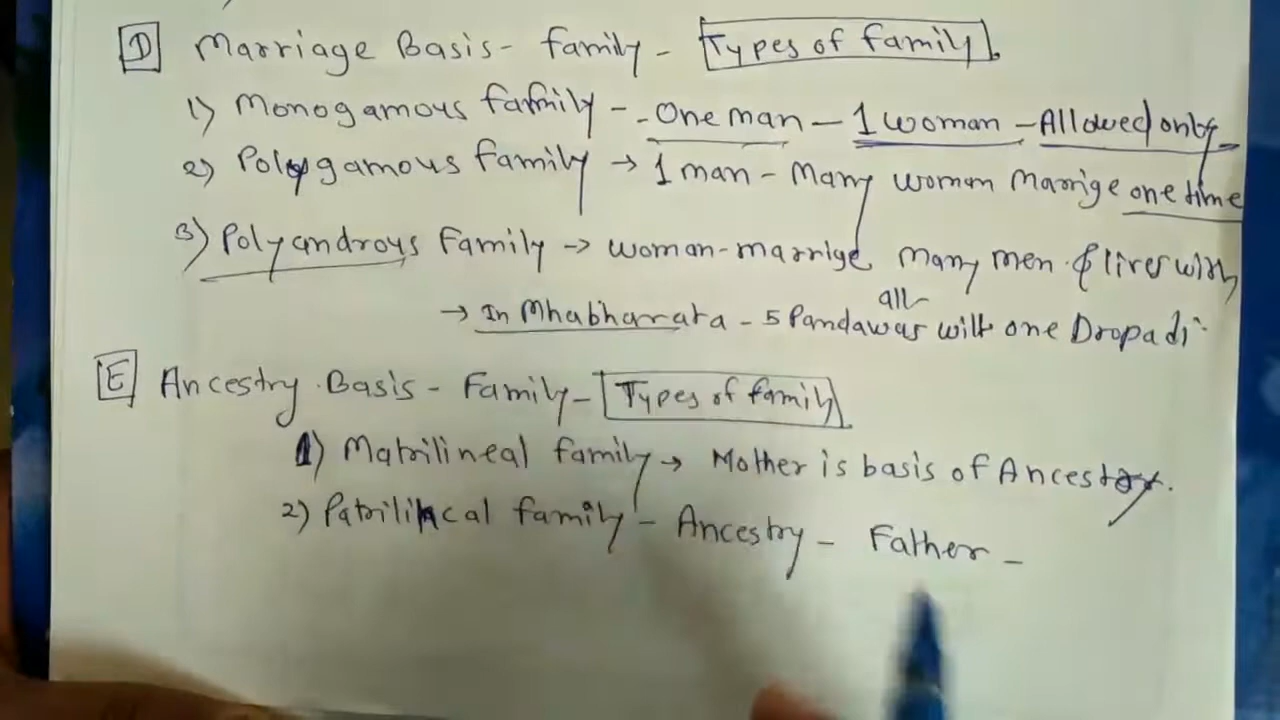 D Marriage Basis - family - Types of family.
1) Monogamous family - - One man - 1 woman - Allowed only -
2) Polygamous family → 1 man - Many women Marrige one time
3) Polyandroys family → woman - marrige many men & lives with
all
→ In Mhabharata - 5 Pandawas with one Dropadi
E Ancestry Basis - Family - Types of family.
1) Matrilineal family → Mother is basis of Ancestry.
2) Patrilineal family - Ancestry - Father -